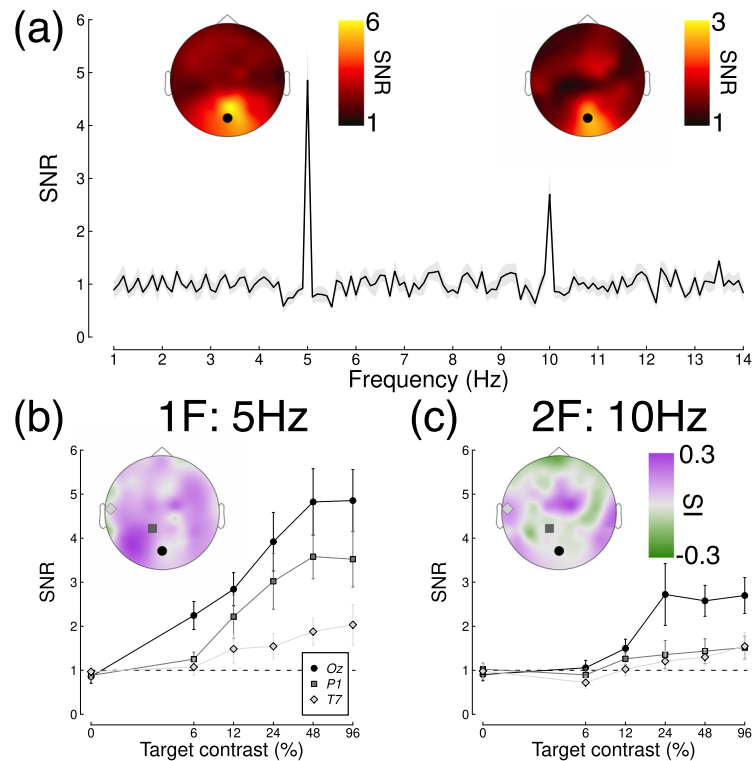 (a)
6
5
4
3
2
1
0
SNR
6
SNR
1
3
SNR
1
1 2 3 4 5 6 7 8 9 10 11 12 13 14
Frequency (Hz)
(b) 1F: 5Hz
6
5
4
3
2
1
0
SNR
Oz
P1
T7
0 6 12 24 48 96
Target contrast (%)
(c) 2F: 10Hz
6
5
4
3
2
1
0
SNR
0.3
SI
-0.3
0 6 12 24 48 96
Target contrast (%)